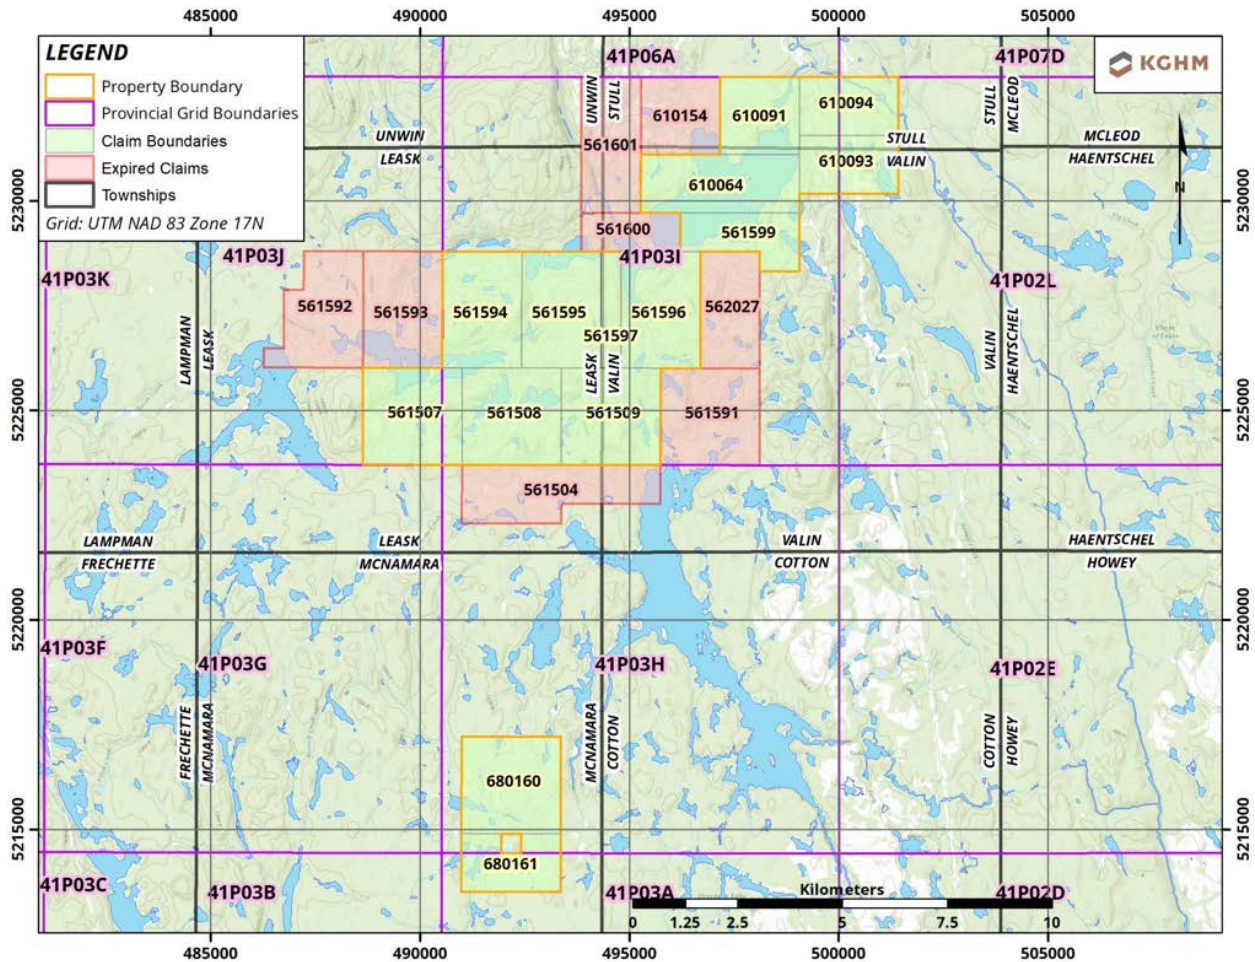 485000 490000 495000 500000 505000
LEGEND
Property Boundary
Provincial Grid Boundaries
Claim Boundaries
Expired Claims
Townships
Grid: UTM NAD 83 Zone 17N
41P06A
41P07D
KGHM
UNWIN
STULL
STULL
MCLEOD
610154
610091
610094
UNWIN
LEASK
561601
STULL
VALIN
MCLEOD
HAENTSCHEL
610093
610064
5230000
5230000
N
561600
561599
41P03J
41P03I
41P03K
41P02L
561592
561593
561594
561595
561596
562027
561597
LAMPMAN
LEASK
LEASK
VALIN
VALIN
HAENTSCHEL
5225000
5225000
561507
561508
561509
561591
561504
LAMPMAN
FRECHETTE
LEASK
MCNAMARA
VALIN
COTTON
HAENTSCHEL
HOWEY
5220000
5220000
41P03F
41P03G
41P03H
41P02E
FRECHETTE
MCNAMARA
MCNAMARA
COTTON
COTTON
HOWEY
680160
5215000
5215000
680161
41P03C
41P03B
41P03A
41P02D
Kilometers
0 1.25 2.5 5 7.5 10
485000 490000 495000 500000 505000